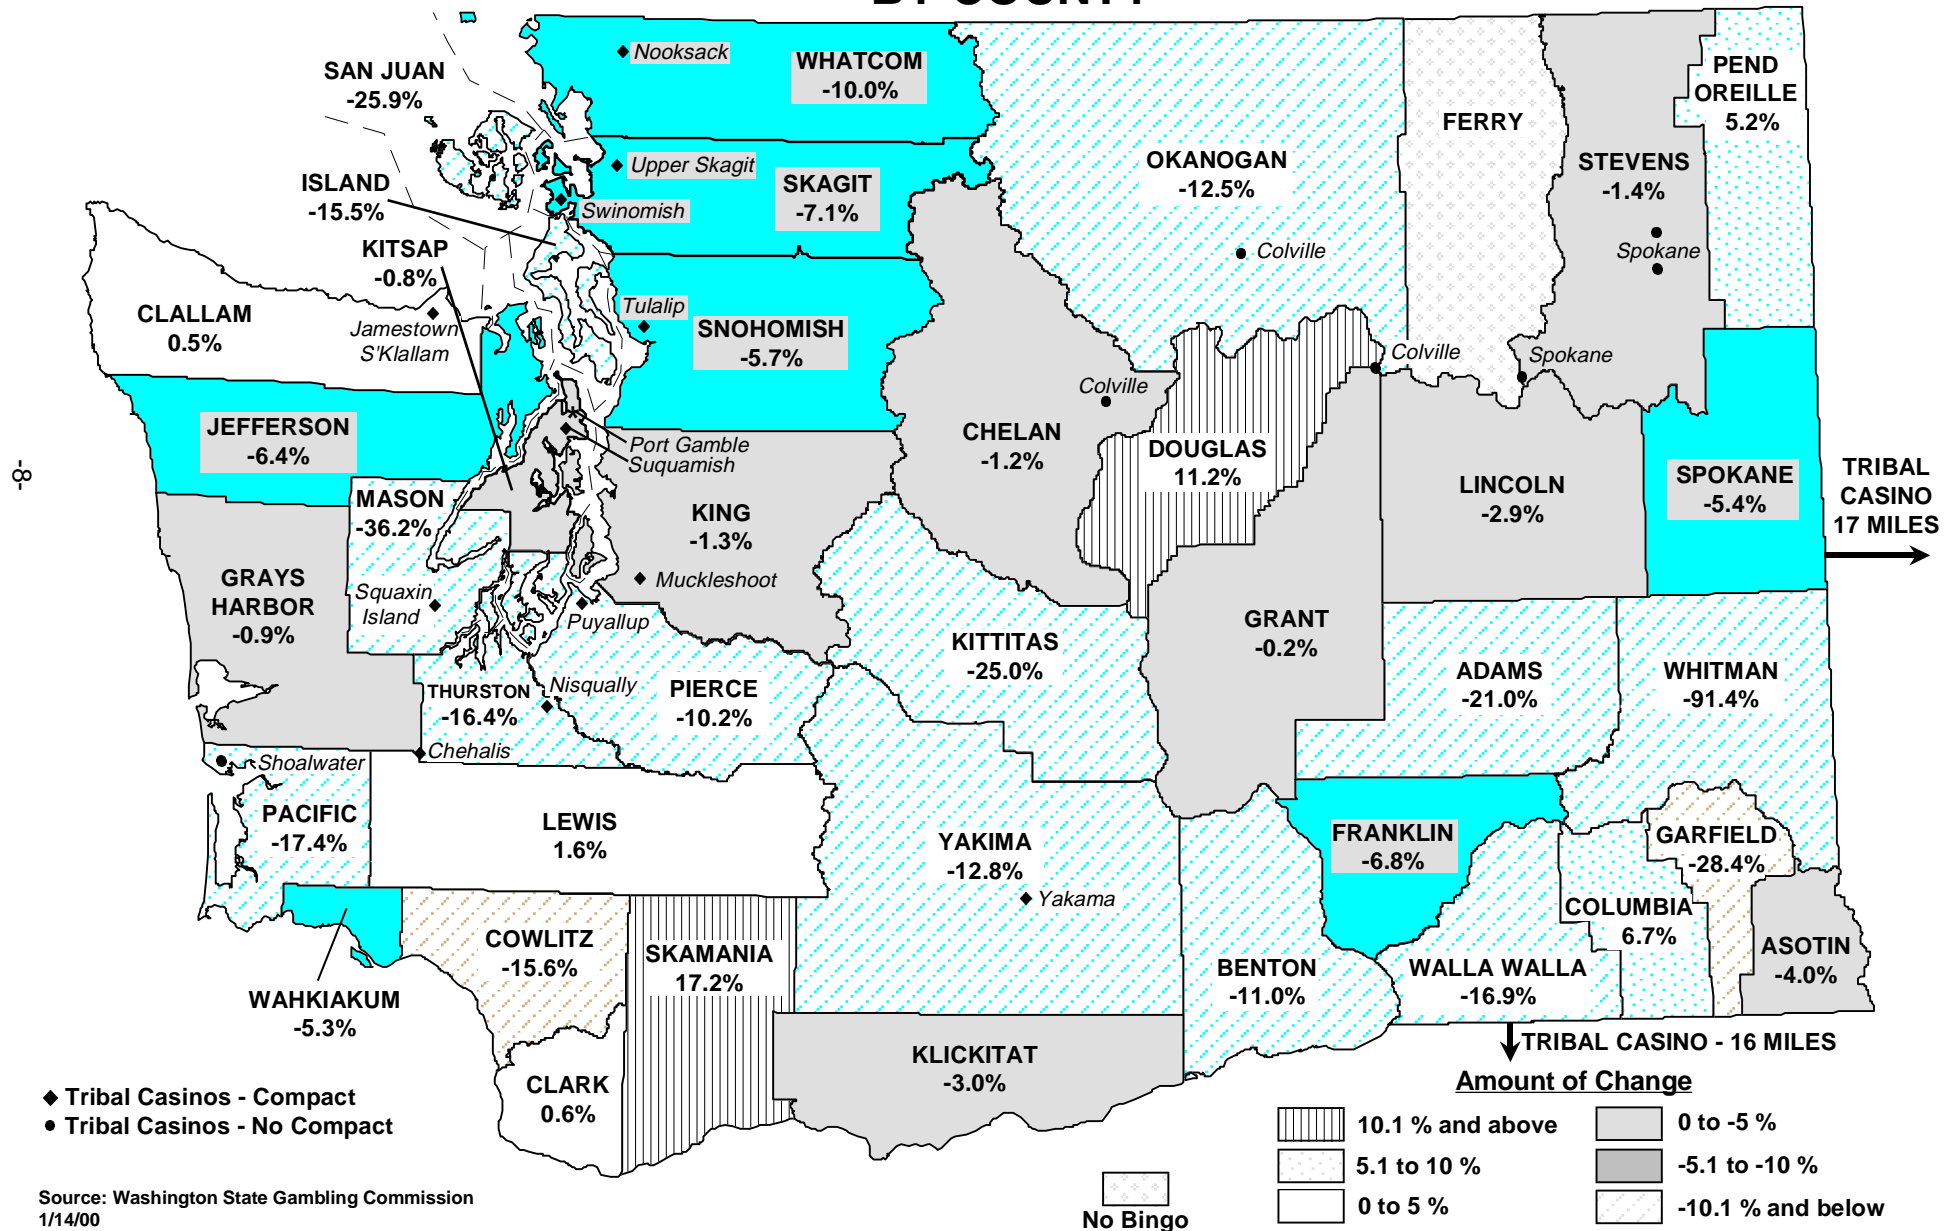 SAN JUAN
-25.9%
Nooksack
WHATCOM
-10.0%
PEND
OREILLE
5.2%
FERRY
OKANOGAN
-12.5%
STEVENS
-1.4%
Spokane
ISLAND
-15.5%
Upper Skagit
SKAGIT
-7.1%
Swinomish
KITSAP
-0.8%
Colville
CLALLAM
0.5%
Jamestown
S'Klallam
Tulalip
SNOHOMISH
-5.7%
Colville
Spokane
Colville
JEFFERSON
-6.4%
Port Gamble
Suquamish
CHELAN
-1.2%
DOUGLAS
11.2%
LINCOLN
-2.9%
SPOKANE
-5.4%
TRIBAL
CASINO
17 MILES
-8-
MASON
-36.2%
KING
-1.3%
Muckleshoot
GRAYS
HARBOR
-0.9%
Squaxin
Island
Puyallup
KITTITAS
-25.0%
GRANT
-0.2%
ADAMS
-21.0%
WHITMAN
-91.4%
THURSTON
-16.4%
Nisqually
PIERCE
-10.2%
Chehalis
Shoalwater
PACIFIC
-17.4%
LEWIS
1.6%
YAKIMA
-12.8%
Yakama
FRANKLIN
-6.8%
GARFIELD
-28.4%
COLUMBIA
6.7%
ASOTIN
-4.0%
COWLITZ
-15.6%
SKAMANIA
17.2%
BENTON
-11.0%
WALLA WALLA
-16.9%
WAHKIAKUM
-5.3%
TRIBAL CASINO - 16 MILES
KLICKITAT
-3.0%
CLARK
0.6%
Tribal Casinos - Compact
Tribal Casinos - No Compact
Amount of Change
10.1 % and above
5.1 to 10 %
0 to 5 %
0 to -5 %
-5.1 to -10 %
-10.1 % and below
No Bingo
Source: Washington State Gambling Commission
1/14/00